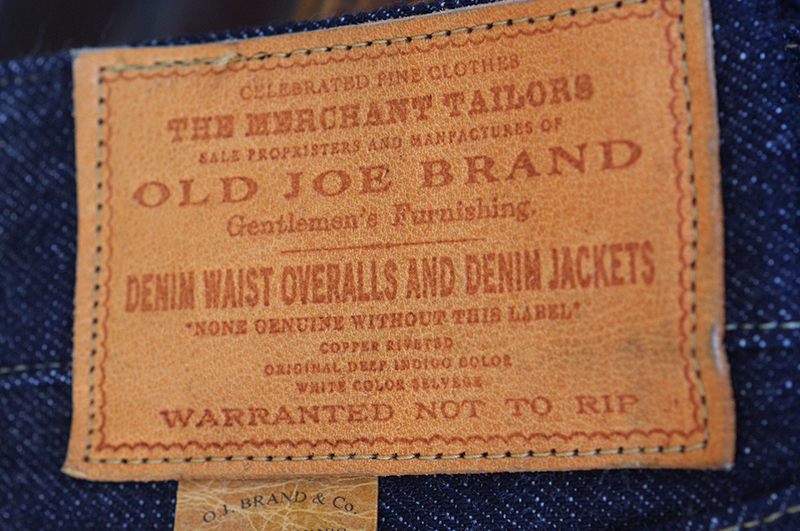 CELEBRATED FINE CLOTHES
THE MERCHANT TAILORS
SALE PROPRISTERS AND MANFACTURES OF
OLD JOE BRAND
Gentlemen's Furnishing.
DENIM WAIST OVERALLS AND DENIM JACKETS
"NONE GENUINE WITHOUT THIS LABEL"
COPPER RIVETED
ORIGINAL DEEP INDIGO COLOR
WHITE COLOR SELVEGE
WARRANTED NOT TO RIP
O.J. BRAND & Co.